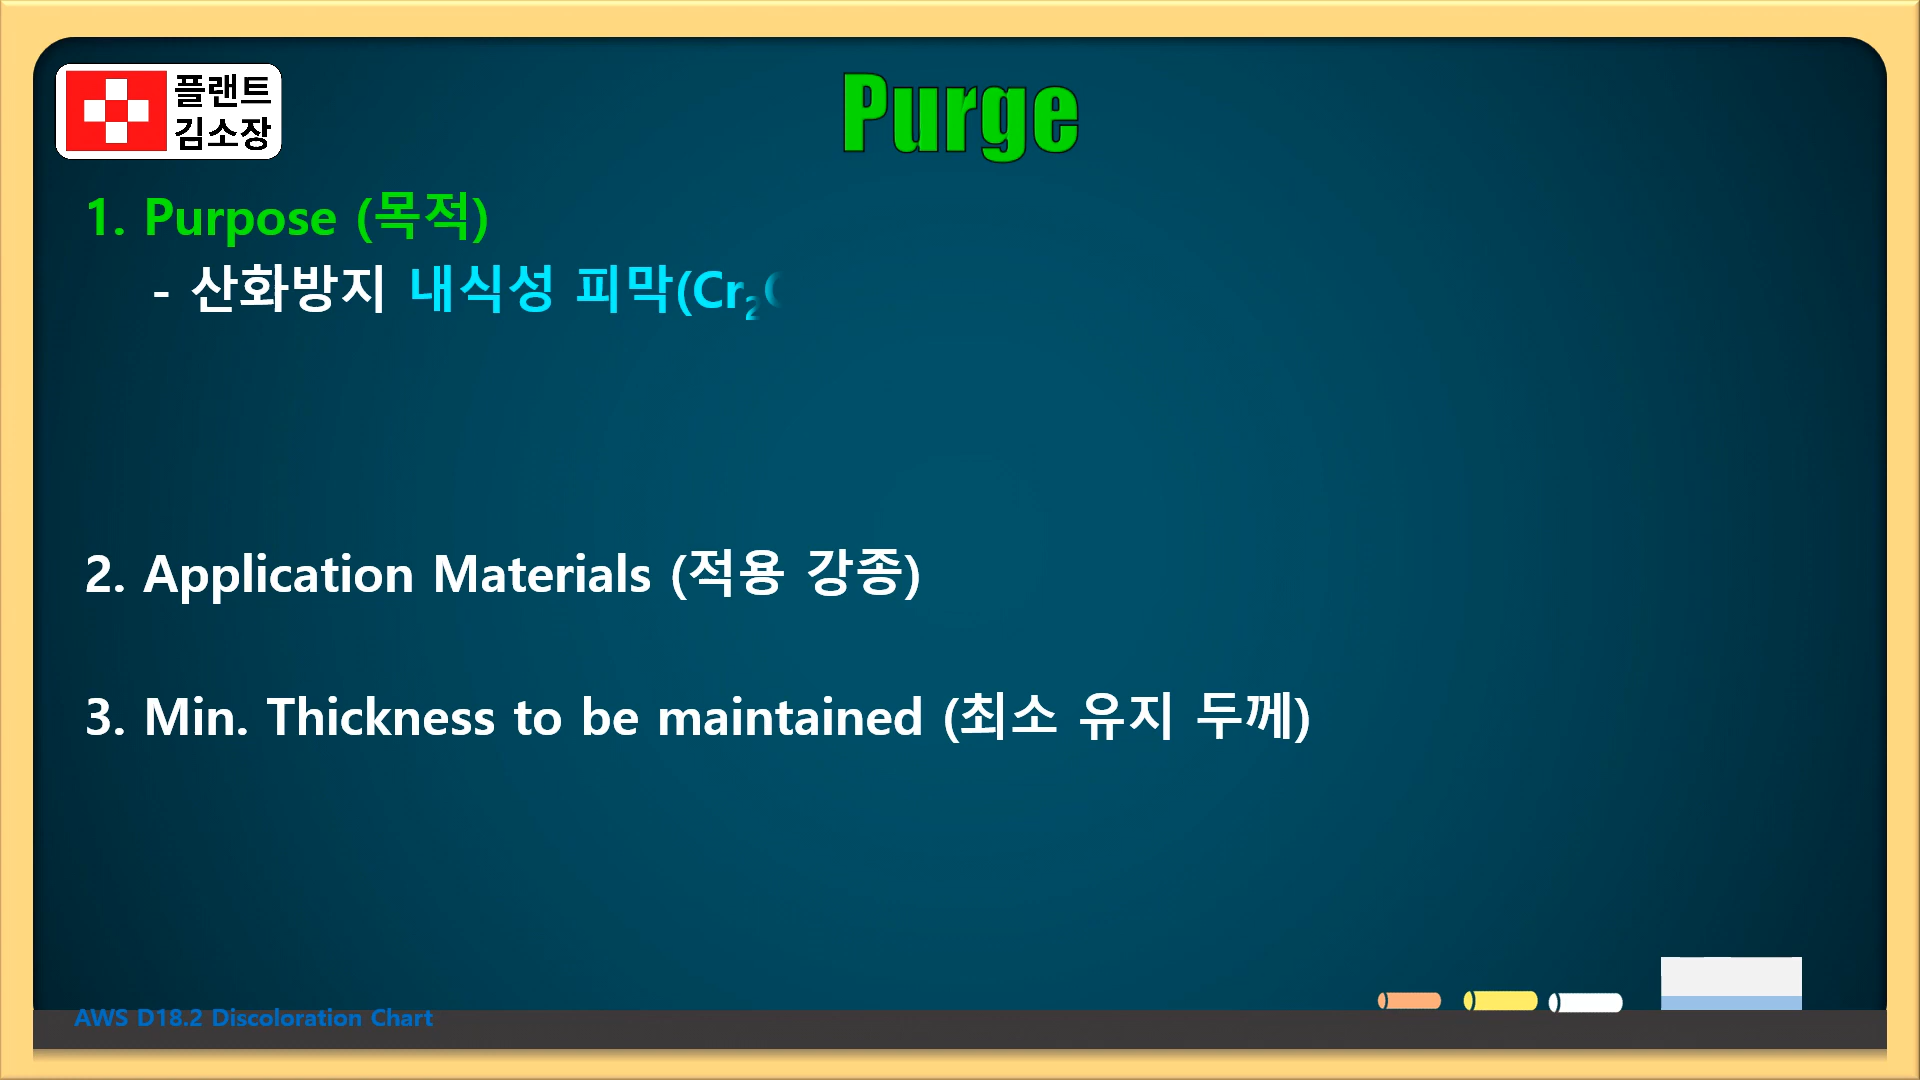 플랜트
김소장
Purge
1. Purpose (목적)
- 산화방지 내식성 피막(Cr₂
2. Application Materials (적용 강종)
3. Min. Thickness to be maintained (최소 유지 두께)
AWS D18.2 Discoloration Chart